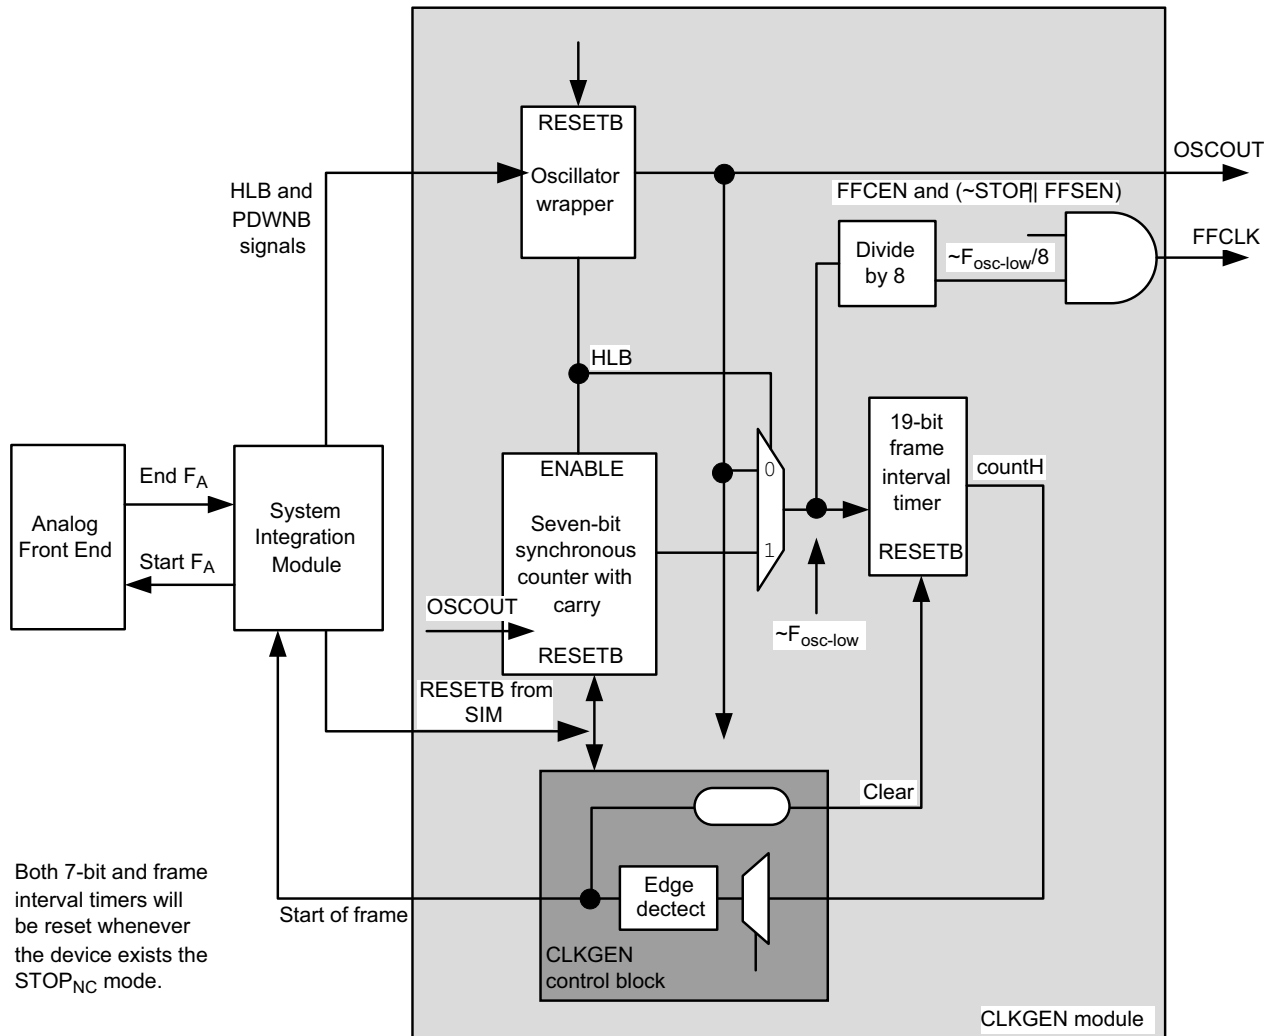 RESETB
Oscillator
wrapper
OSCOUT
HLB and
PDWNB
signals
FFCEN and (~STOP|| FFSEN)
FFCLK
Divide
by 8
~Fosc-low/8
HLB
19-bit
frame
interval
timer
RESETB
countH
ENABLE
Seven-bit
synchronous
counter with
carry
RESETB
0
1
End FA
Start FA
Analog
Front End
System
Integration
Module
OSCOUT
~Fosc-low
RESETB from
SIM
Clear
Both 7-bit and frame
interval timers will
be reset whenever
the device exists the
STOPNC mode.
Start of frame
Edge
dectect
CLKGEN
control block
CLKGEN module